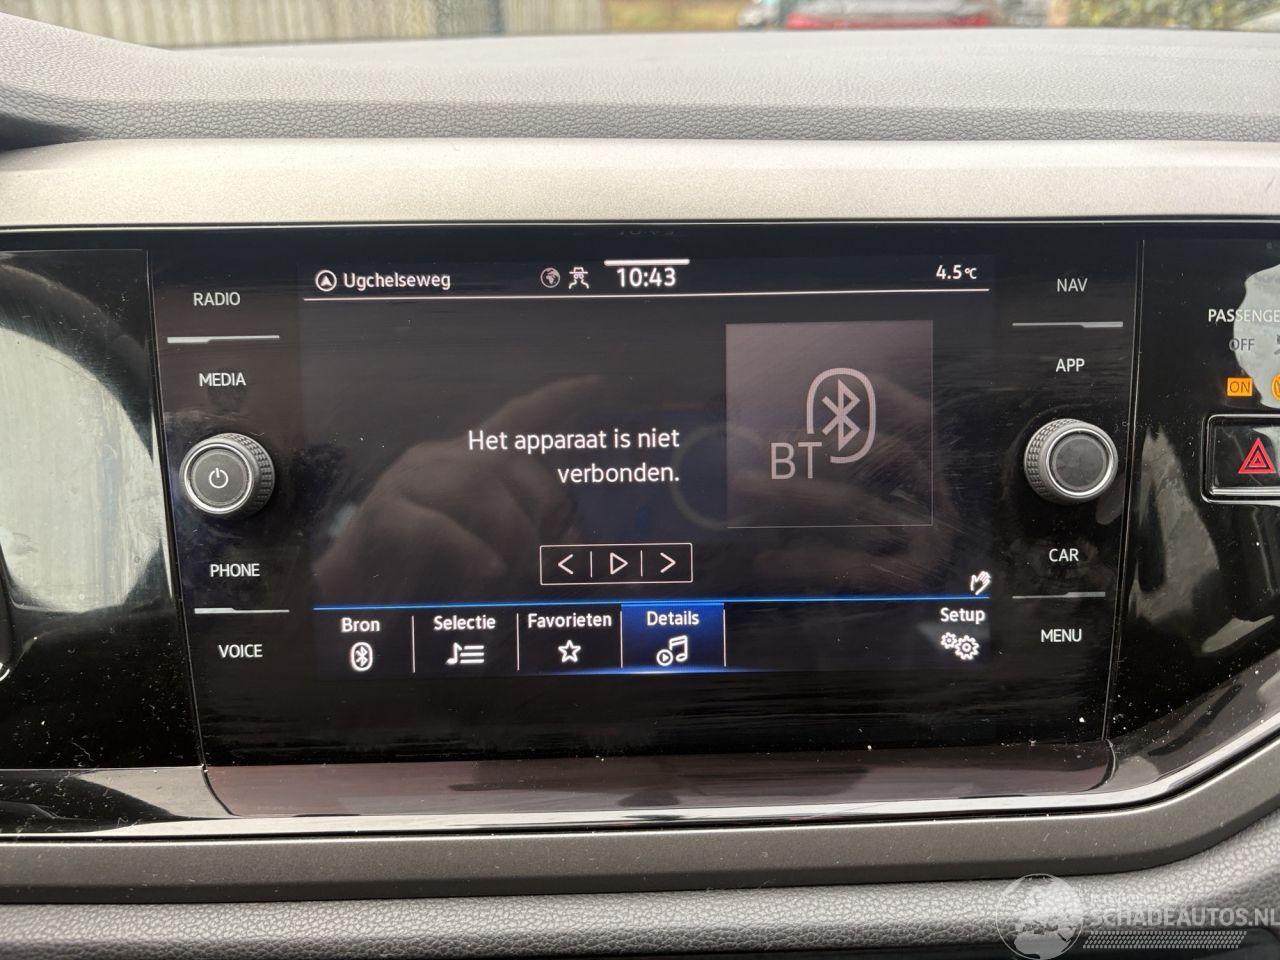 Ugchelseweg 10:43 4.5°C
RADIO
MEDIA
PHONE
VOICE
Het apparaat is niet
verbonden.
BT
Bron Selectie Favorieten Details Setup
NAV
APP
CAR
MENU
PASSENGE
OFF
ON
SCHADEAUTOS.NL